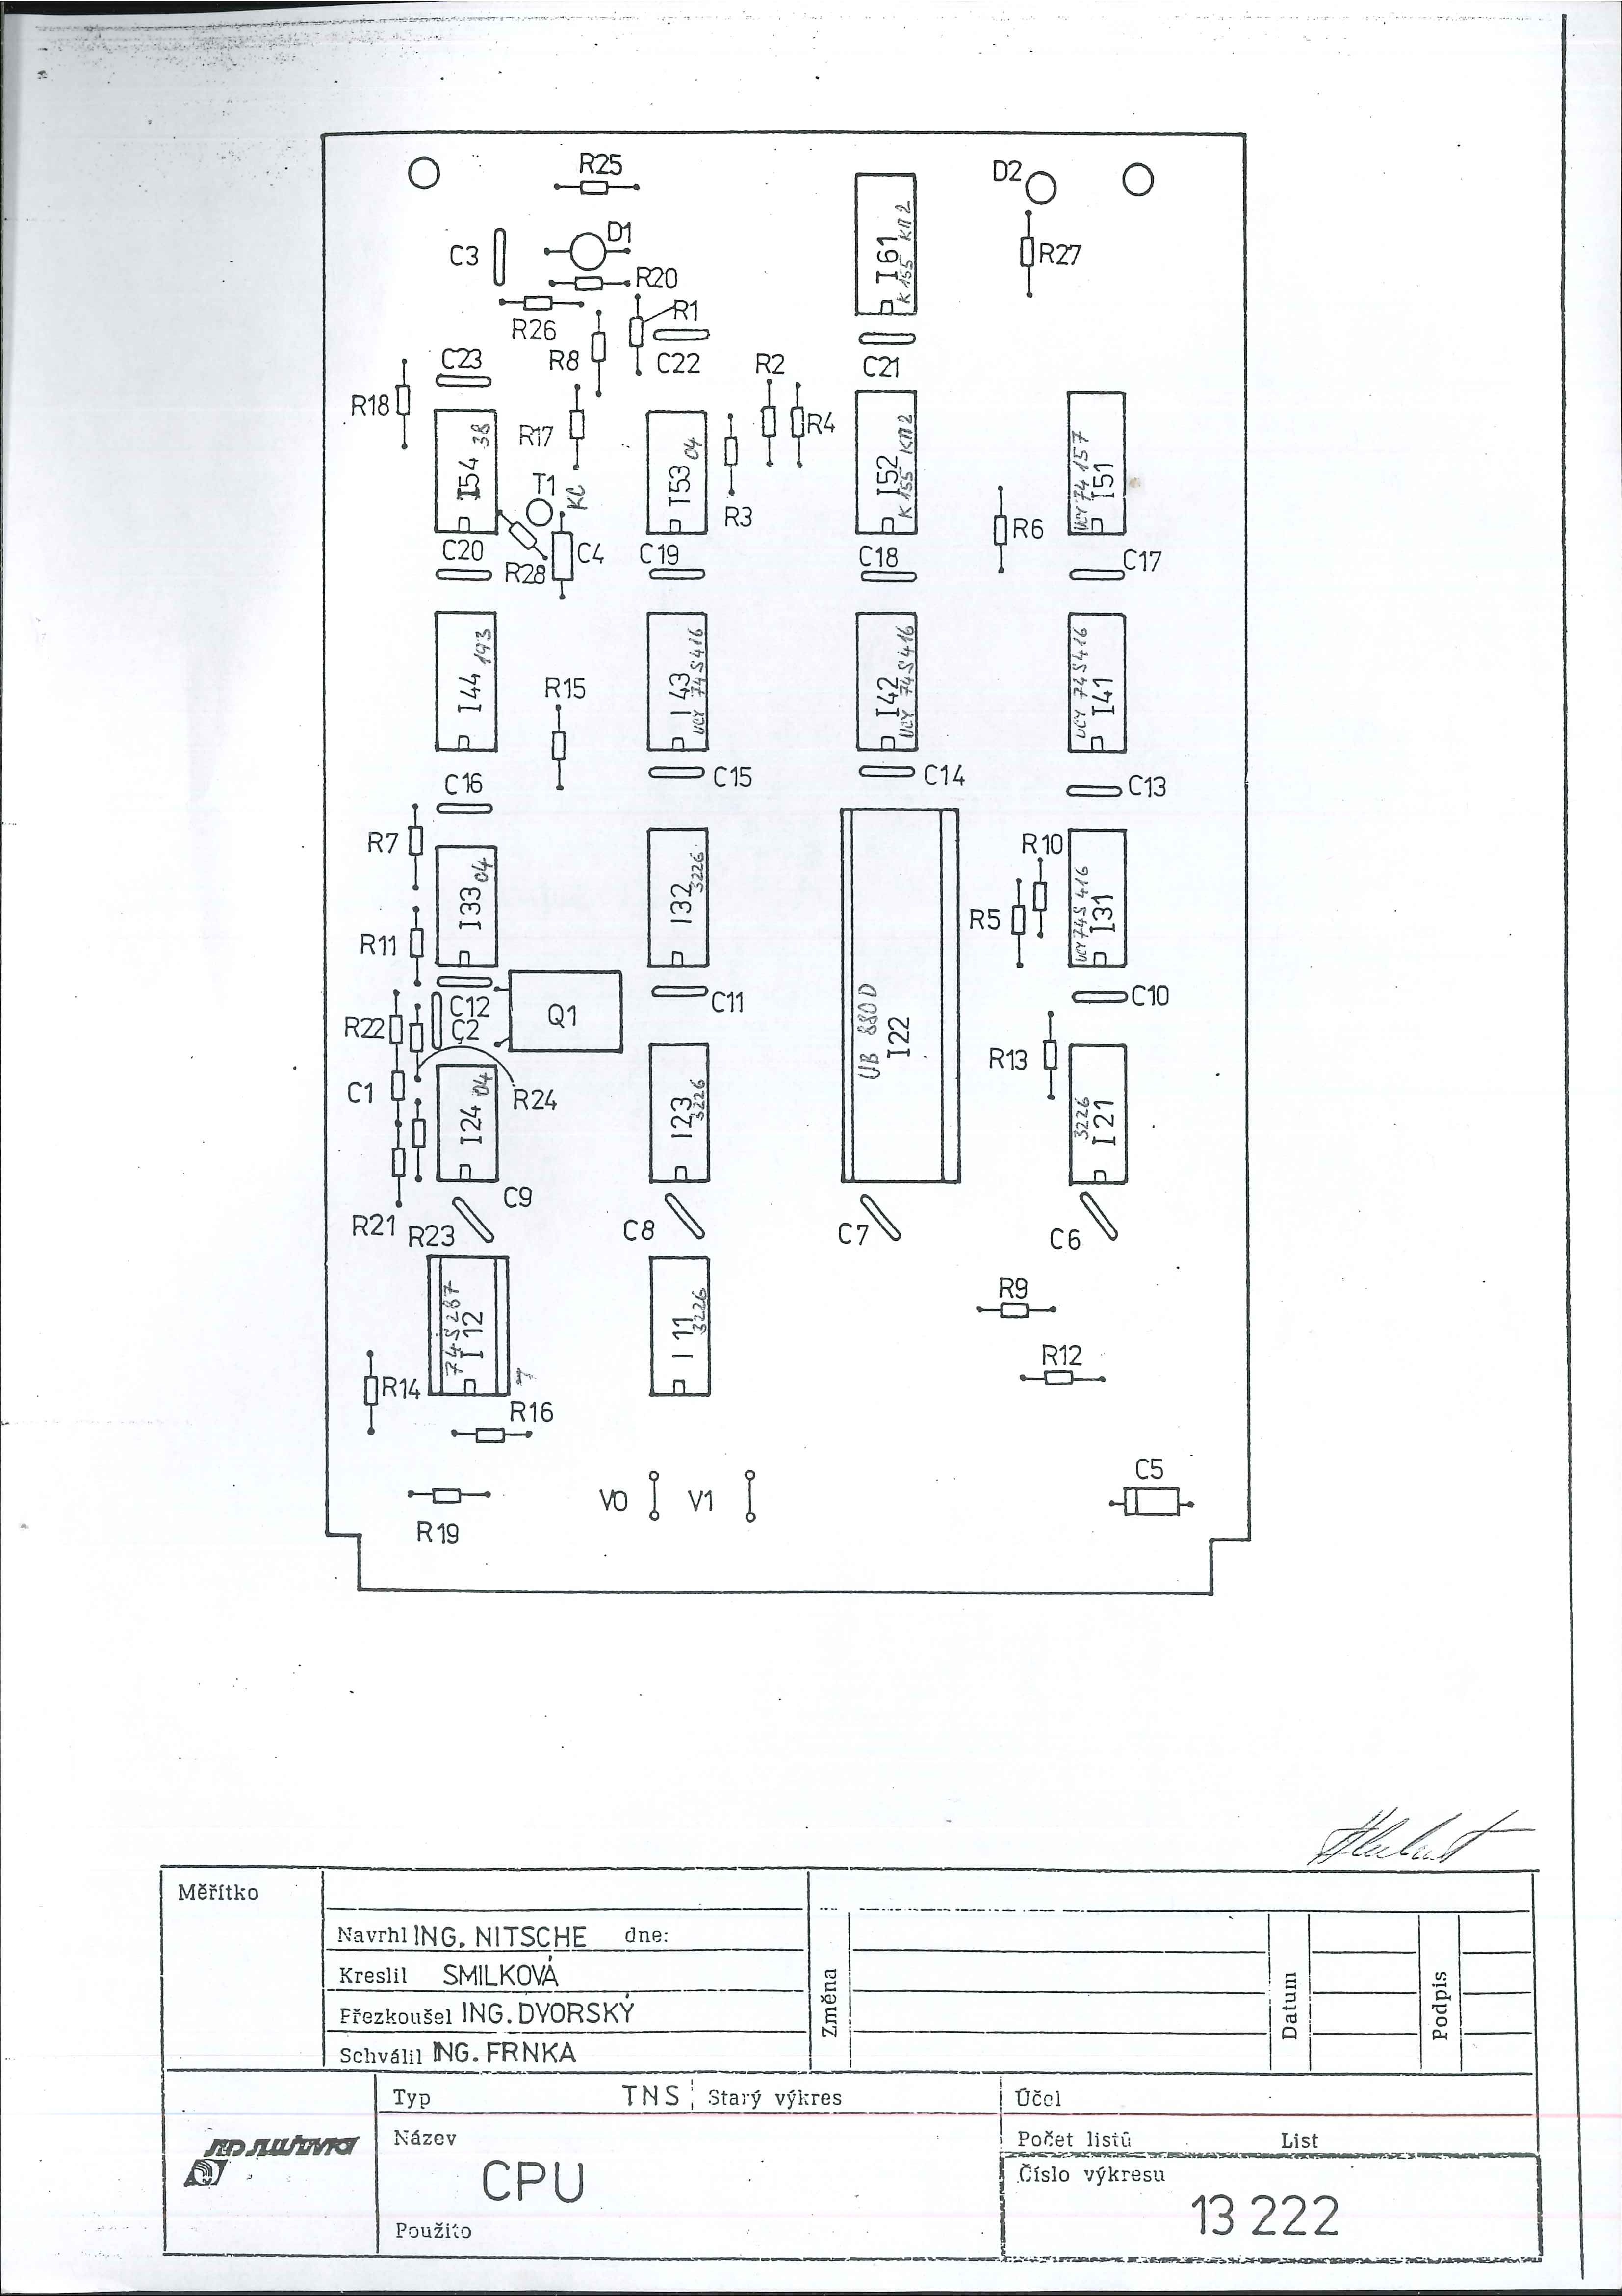 R25
D2
D1
C3
I61
K155 КП2
R27
R20
R1
R26
R8
C22
C21
C23
R2
R18
R17
R4
I54 38
T1
KC
I53 04
R3
I52
K155 КП2
UCY 74 157
I51
R6
C20
R28
C4
C19
C18
C17
I44 193
R15
I43
UCY 74S416
I42
UCY 74S416
UCY 74S416
I41
C16
C15
C14
C13
R7
I33 04
I32
3226
R10
R5
UCY 74S 416
I31
R11
C12
C2
Q1
C11
UB 880D
I22
C10
R22
R13
C1
I24 04
R24
I23
3226
3226
I21
C9
R21
R23
C8
C7
C6
74S287
I12
I11
3226
R9
R14
R12
R16
C5
V0
V1
R19
Měřítko
Navrhl ING. NITSCHE dne:
Kreslil SMILKOVÁ
Přezkoušel ING. DVORSKÝ
Schválil ING. FRNKA
Změna
Datum
Podpis
Typ TNS Starý výkres
Účel
Název
CPU
Počet listů List
Číslo výkresu
13 222
Použito